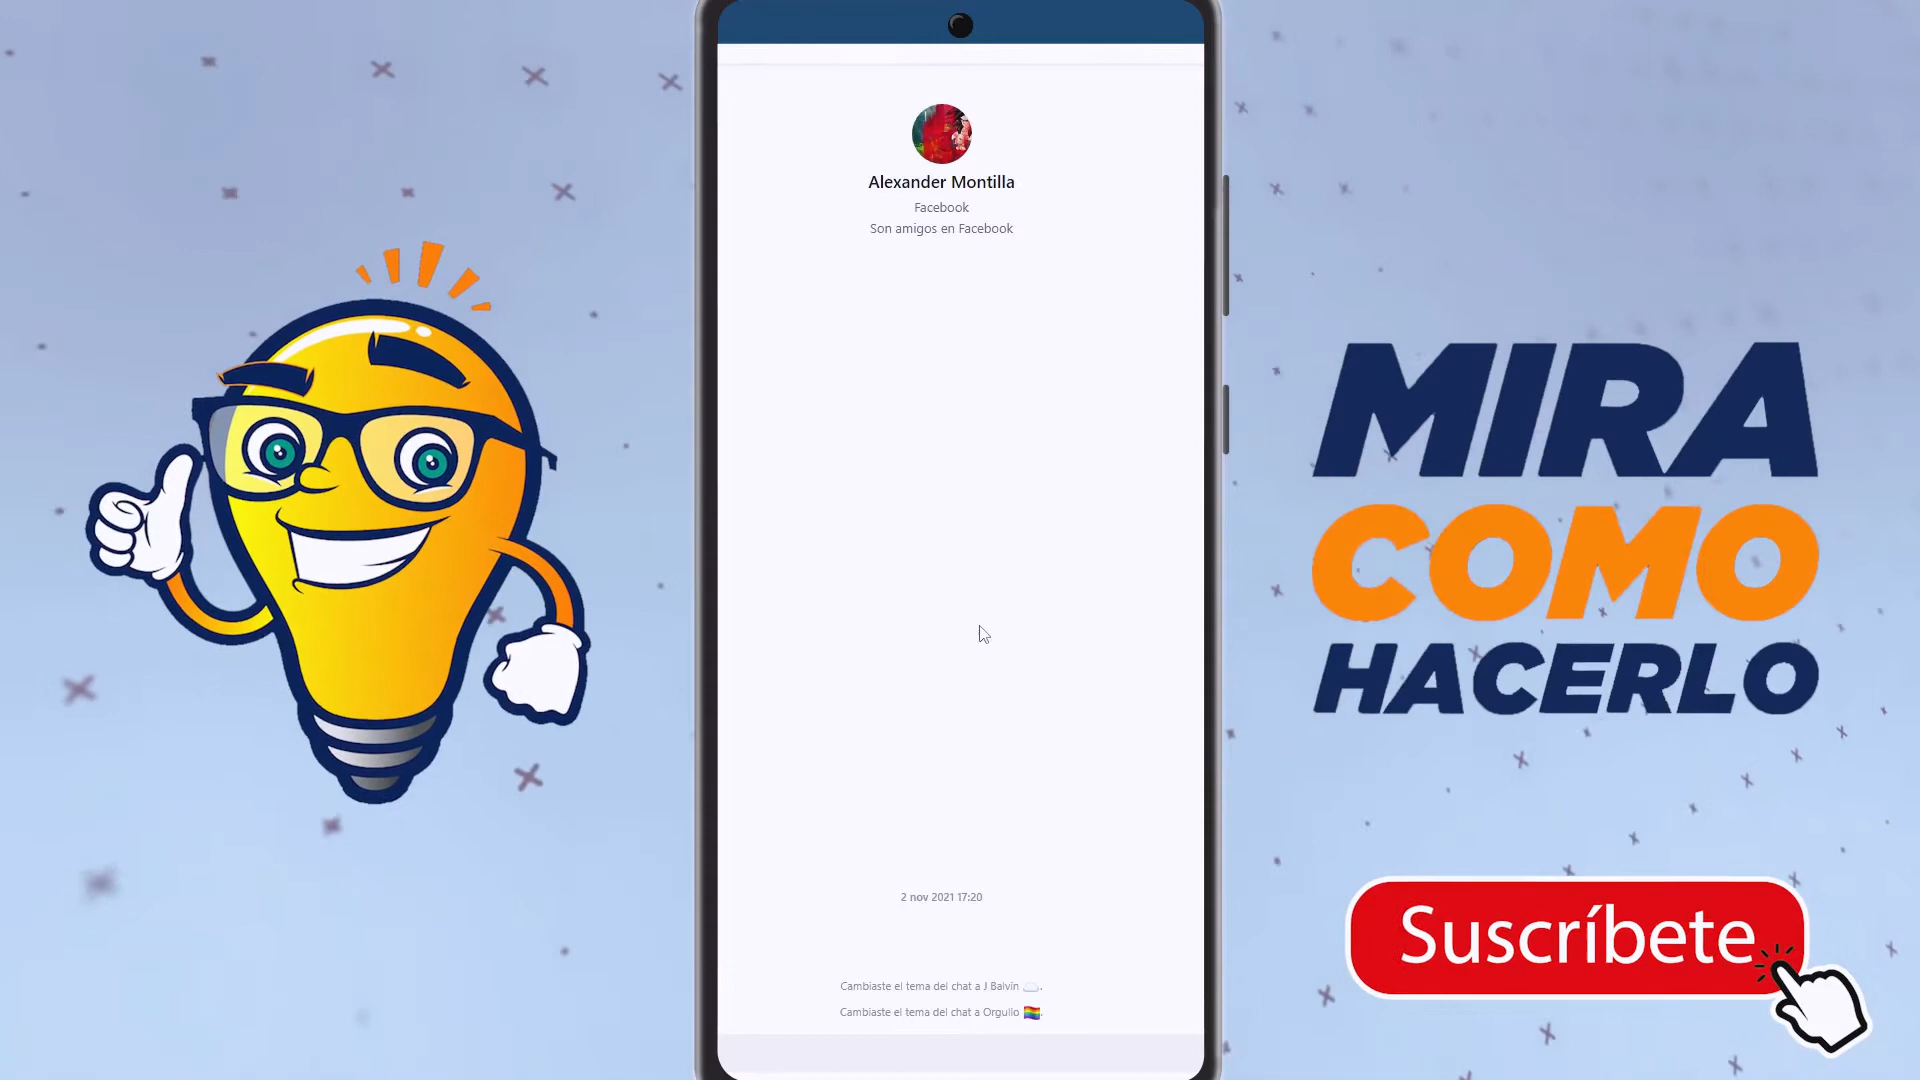 Alexander Montilla
Facebook
Son amigos en Facebook
2 nov 2021 17:20
Cambiaste el tema del chat a J Balvin ☁️.
Cambiaste el tema del chat a Orgullo 🏳️‍🌈.
MIRA
COMO
HACERLO
Suscríbete